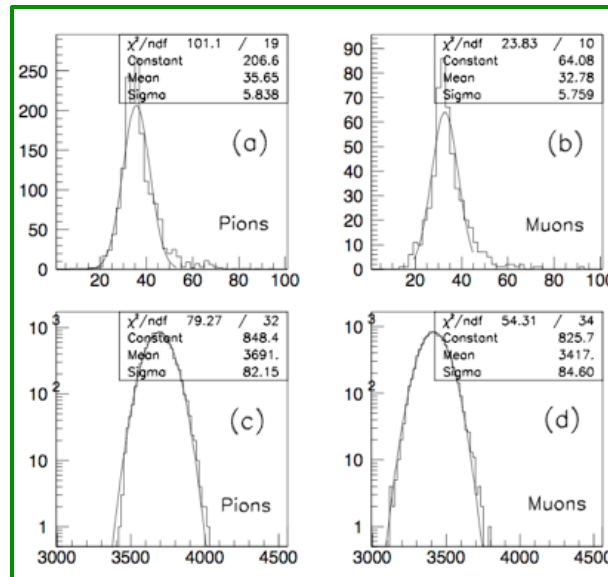 χ²/ndf 101.1 / 19
Constant 206.6
Mean 35.65
Sigma 5.838
250
200
150
100
50
0
(a)
Pions
20 40 60 80 100
χ²/ndf 23.83 / 10
Constant 64.08
Mean 32.78
Sigma 5.759
90
80
70
60
50
40
30
20
10
0
(b)
Muons
20 40 60 80 100
χ²/ndf 79.27 / 32
Constant 848.4
Mean 3691.
Sigma 82.15
10³
10²
10
1
(c)
Pions
3000 3500 4000 4500
χ²/ndf 54.31 / 34
Constant 825.7
Mean 3417.
Sigma 84.60
10³
10²
10
1
(d)
Muons
3000 3500 4000 4500